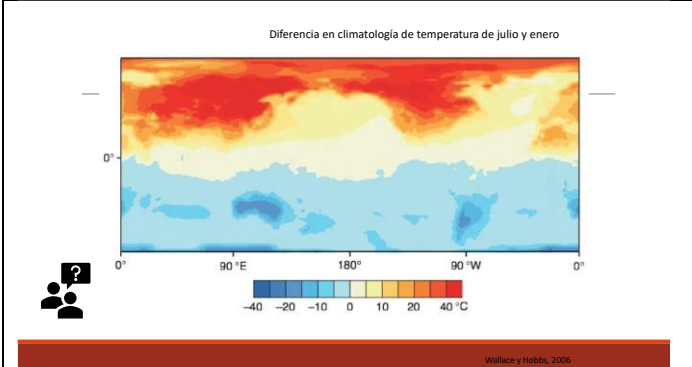 Diferencia en climatología de temperatura de julio y enero
0°
0° 90 °E 180° 90 °W 0°
?
−40 −20 −10 0 10 20 40 °C
Wallace y Hobbs, 2006